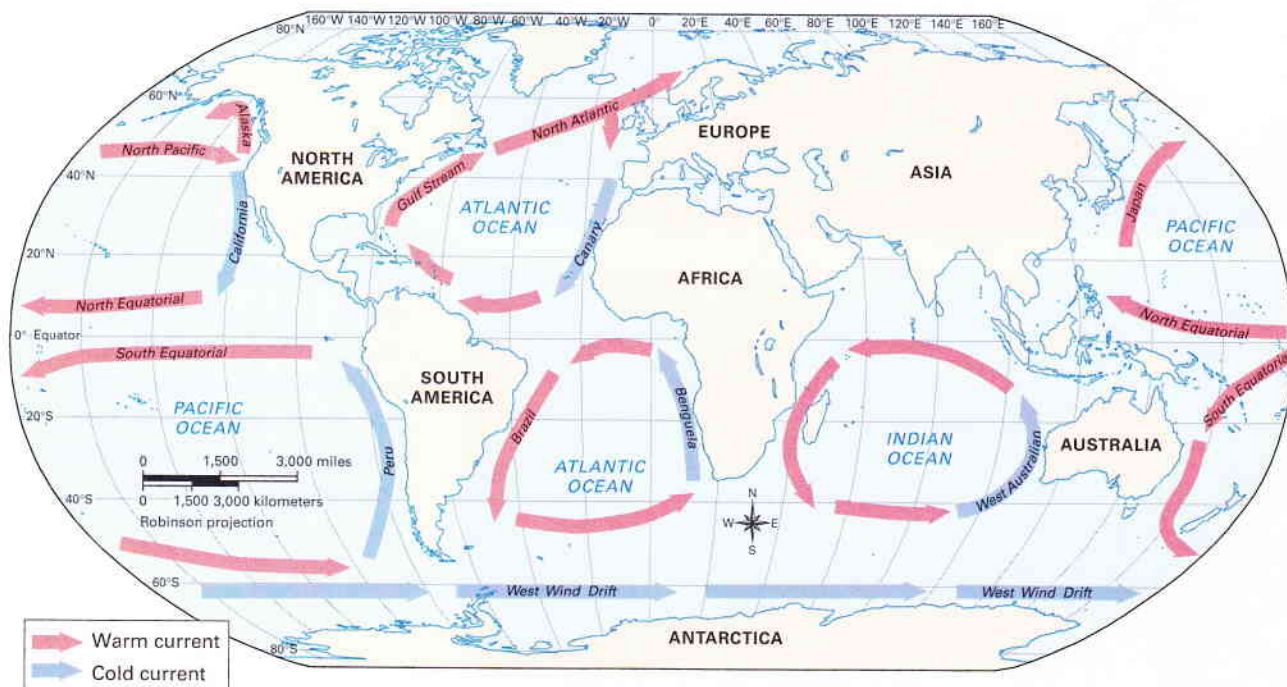 160°W 140°W 120°W 100°W 80°W 60°W 40°W 20°W 0° 20°E 40°E 60°E 80°E 100°E 120°E 140°E 160°E
80°N
60°N
Alaska
North Pacific
40°N
California
20°N
North Equatorial
0° Equator
South Equatorial
NORTH
AMERICA
Gulf Stream
North Atlantic
ATLANTIC
OCEAN
Canary
EUROPE
ASIA
AFRICA
Japan
PACIFIC
OCEAN
North Equatorial
South Equatorial
SOUTH
AMERICA
PACIFIC
OCEAN
20°S
Peru
Brazil
Benguela
ATLANTIC
OCEAN
INDIAN
OCEAN
West Australian
AUSTRALIA
0 1,500 3,000 miles
0 1,500 3,000 kilometers
Robinson projection
40°S
N
W E
S
60°S
West Wind Drift
West Wind Drift
ANTARCTICA
80°S
Warm current
Cold current